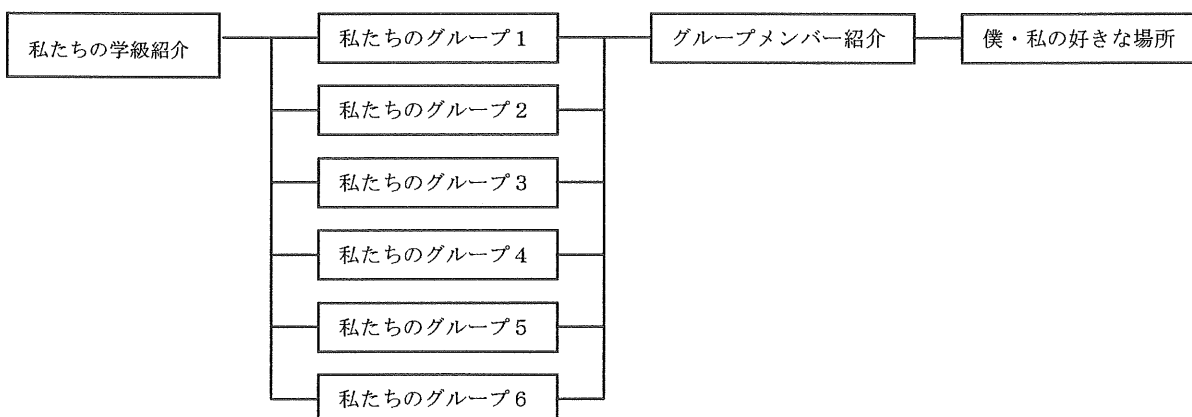 私たちの学級紹介
私たちのグループ1
グループメンバー紹介
僕・私の好きな場所
私たちのグループ2
私たちのグループ3
私たちのグループ4
私たちのグループ5
私たちのグループ6